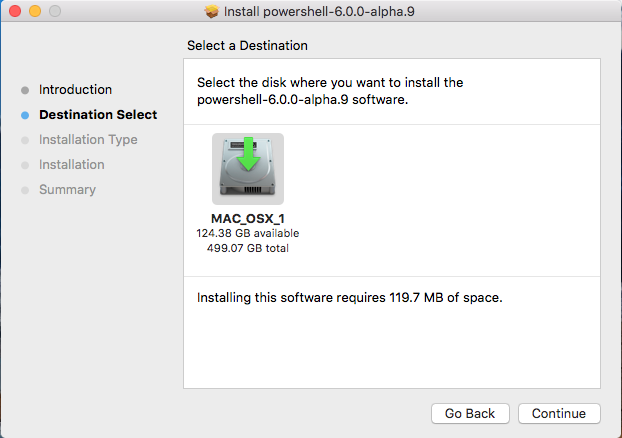 Install powershell-6.0.0-alpha.9
Select a Destination
Introduction
Destination Select
Installation Type
Installation
Summary
Select the disk where you want to install the
powershell-6.0.0-alpha.9 software.
MAC_OSX_1
124.38 GB available
499.07 GB total
Installing this software requires 119.7 MB of space.
Go Back
Continue